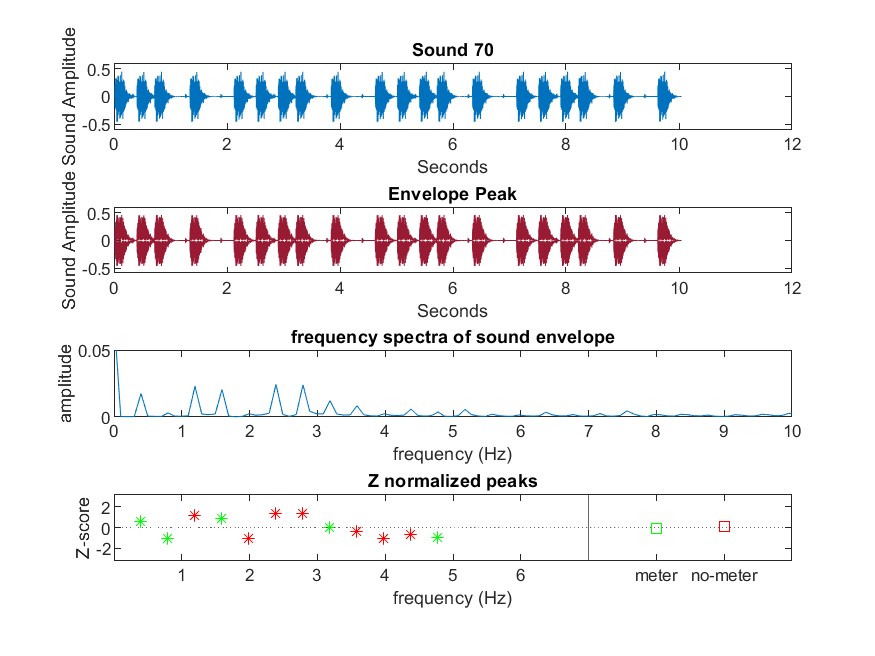 Sound 70
Sound Amplitude
0.5
0
-0.5
0 2 4 6 8 10 12
Seconds
Envelope Peak
Sound Amplitude
0.5
0
-0.5
0 2 4 6 8 10 12
Seconds
frequency spectra of sound envelope
amplitude
0.05
0
0 1 2 3 4 5 6 7 8 9 10
frequency (Hz)
Z normalized peaks
Z-score
2
0
-2
1 2 3 4 5 6 meter no-meter
frequency (Hz)